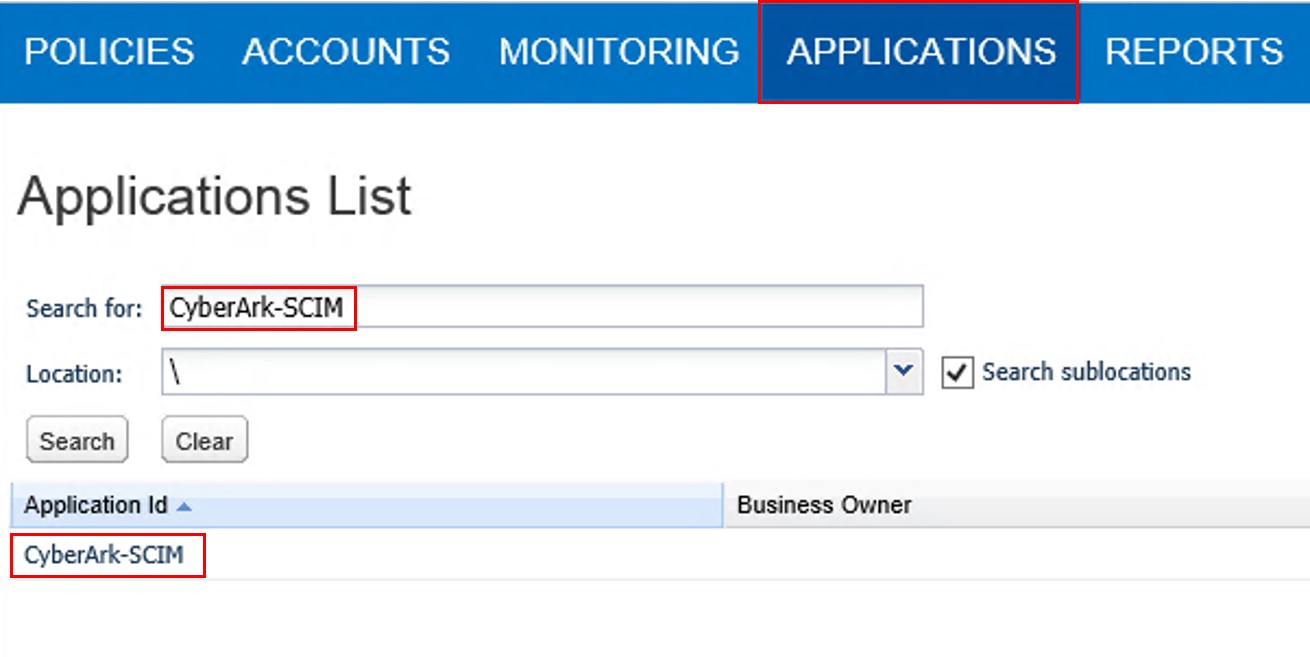 POLICIES ACCOUNTS MONITORING APPLICATIONS REPORTS
Applications List
Search for: CyberArk-SCIM
Location: \ Search sublocations
Search Clear
Application Id Business Owner
CyberArk-SCIM